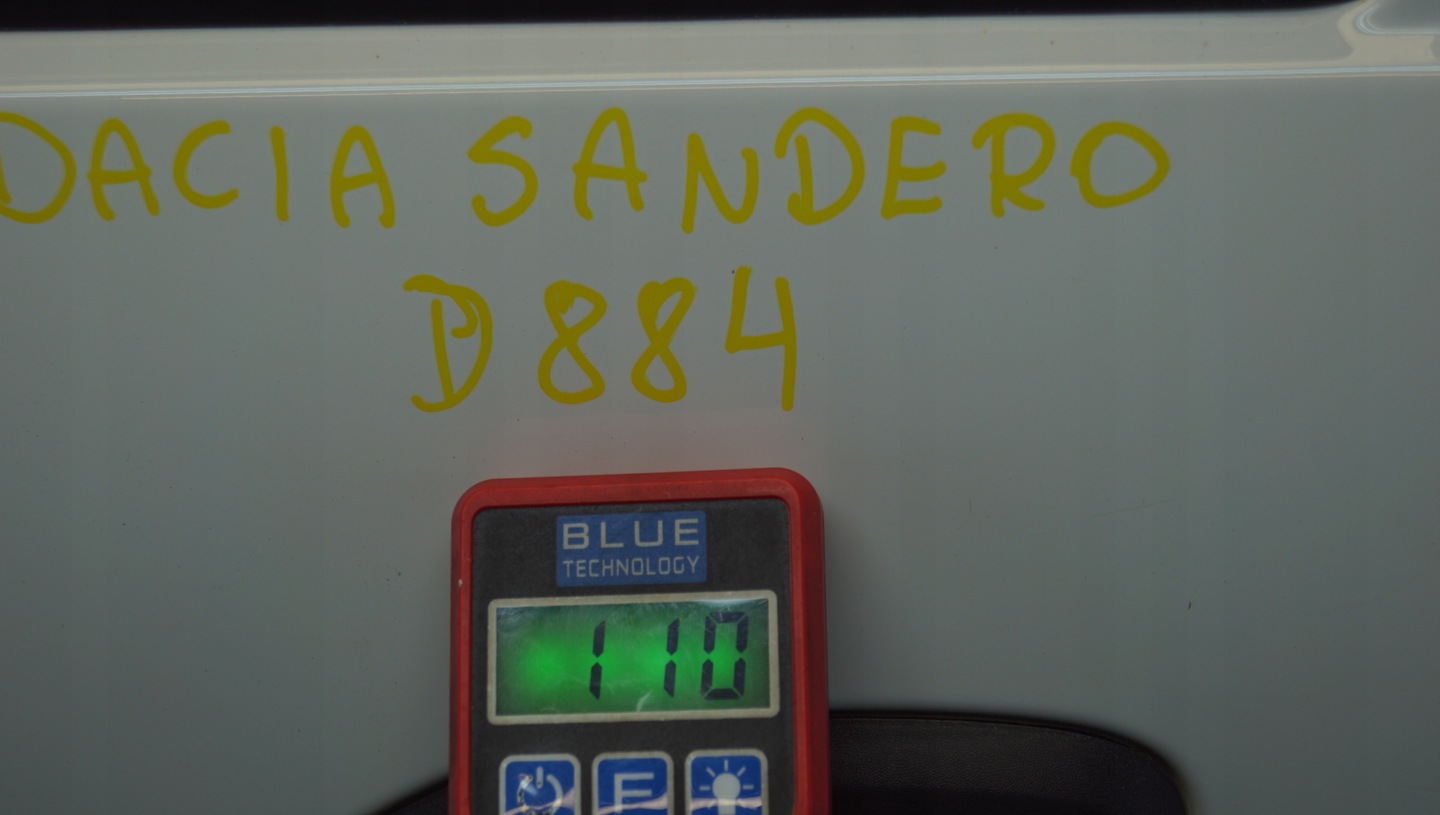 DACIA SANDERO
D884
BLUE
TECHNOLOGY
110
F